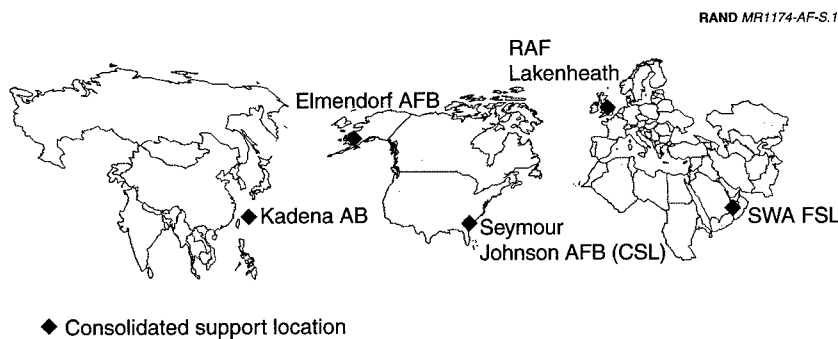 RAND MR1174-AF-S.1
RAF
Lakenheath
Elmendorf AFB
Kadena AB
Seymour
Johnson AFB (CSL)
SWA FSL
◆ Consolidated support location